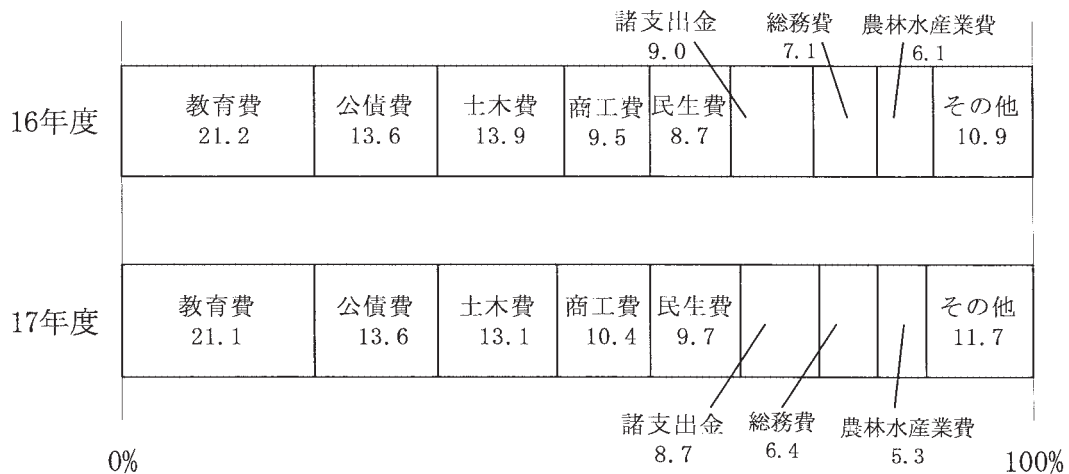 諸支出金 総務費 農林水産業費
9.0 7.1 6.1
16年度
教育費 公債費 土木費 商工費 民生費 その他
21.2 13.6 13.9 9.5 8.7 10.9
17年度
教育費 公債費 土木費 商工費 民生費 その他
21.1 13.6 13.1 10.4 9.7 11.7
諸支出金 総務費 農林水産業費
8.7 6.4 5.3
0% 100%